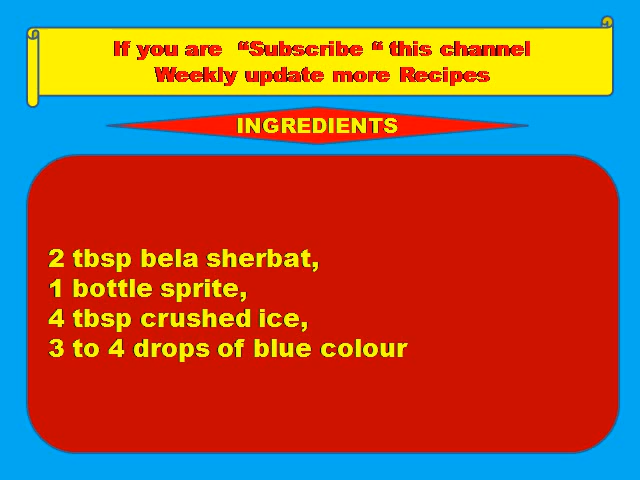 If you are “Subscribe “ this channel
Weekly update more Recipes
INGREDIENTS
2 tbsp bela sherbat,
1 bottle sprite,
4 tbsp crushed ice,
3 to 4 drops of blue colour